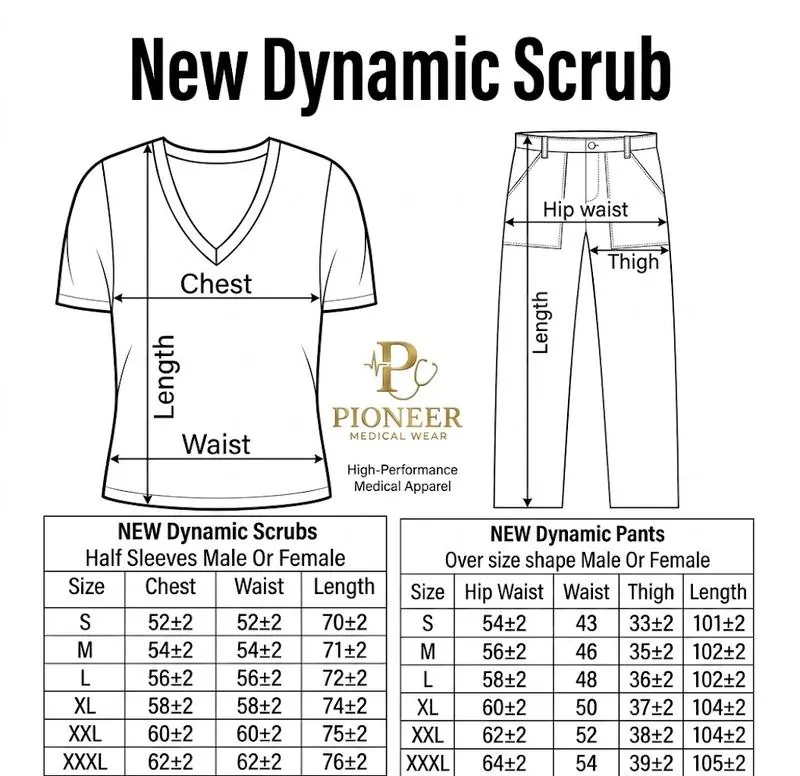 New Dynamic Scrub
Chest
Length
Waist
Hip waist
Thigh
Length
P
PIONEER
MEDICAL WEAR
High-Performance
Medical Apparel
NEW Dynamic Scrubs
Half Sleeves Male Or Female
Size Chest Waist Length
S 52±2 52±2 70±2
M 54±2 54±2 71±2
L 56±2 56±2 72±2
XL 58±2 58±2 74±2
XXL 60±2 60±2 75±2
XXXL 62±2 62±2 76±2
NEW Dynamic Pants
Over size shape Male Or Female
Size Hip Waist Waist Thigh Length
S 54±2 43 33±2 101±2
M 56±2 46 35±2 102±2
L 58±2 48 36±2 102±2
XL 60±2 50 37±2 104±2
XXL 62±2 52 38±2 104±2
XXXL 64±2 54 39±2 105±2